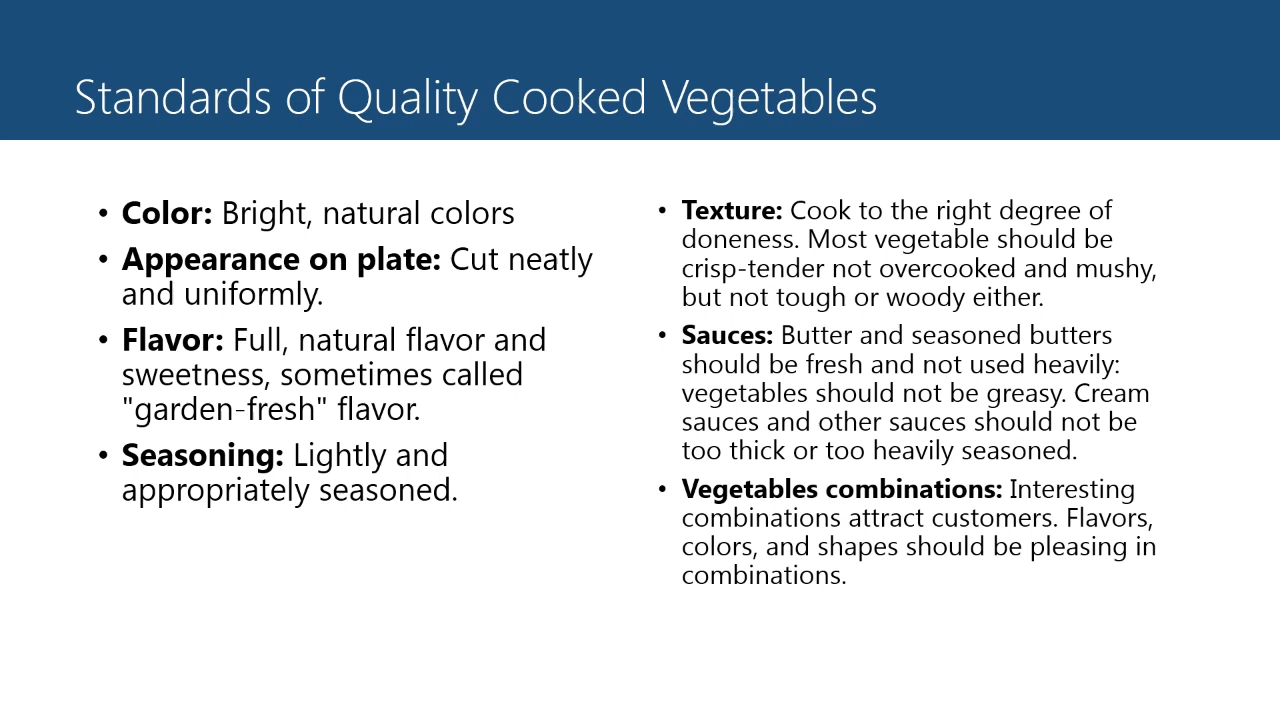 Standards of Quality Cooked Vegetables
• Color: Bright, natural colors
• Appearance on plate: Cut neatly
and uniformly.
• Flavor: Full, natural flavor and
sweetness, sometimes called
"garden-fresh" flavor.
• Seasoning: Lightly and
appropriately seasoned.
• Texture: Cook to the right degree of
doneness. Most vegetable should be
crisp-tender not overcooked and mushy,
but not tough or woody either.
• Sauces: Butter and seasoned butters
should be fresh and not used heavily:
vegetables should not be greasy. Cream
sauces and other sauces should not be
too thick or too heavily seasoned.
• Vegetables combinations: Interesting
combinations attract customers. Flavors,
colors, and shapes should be pleasing in
combinations.